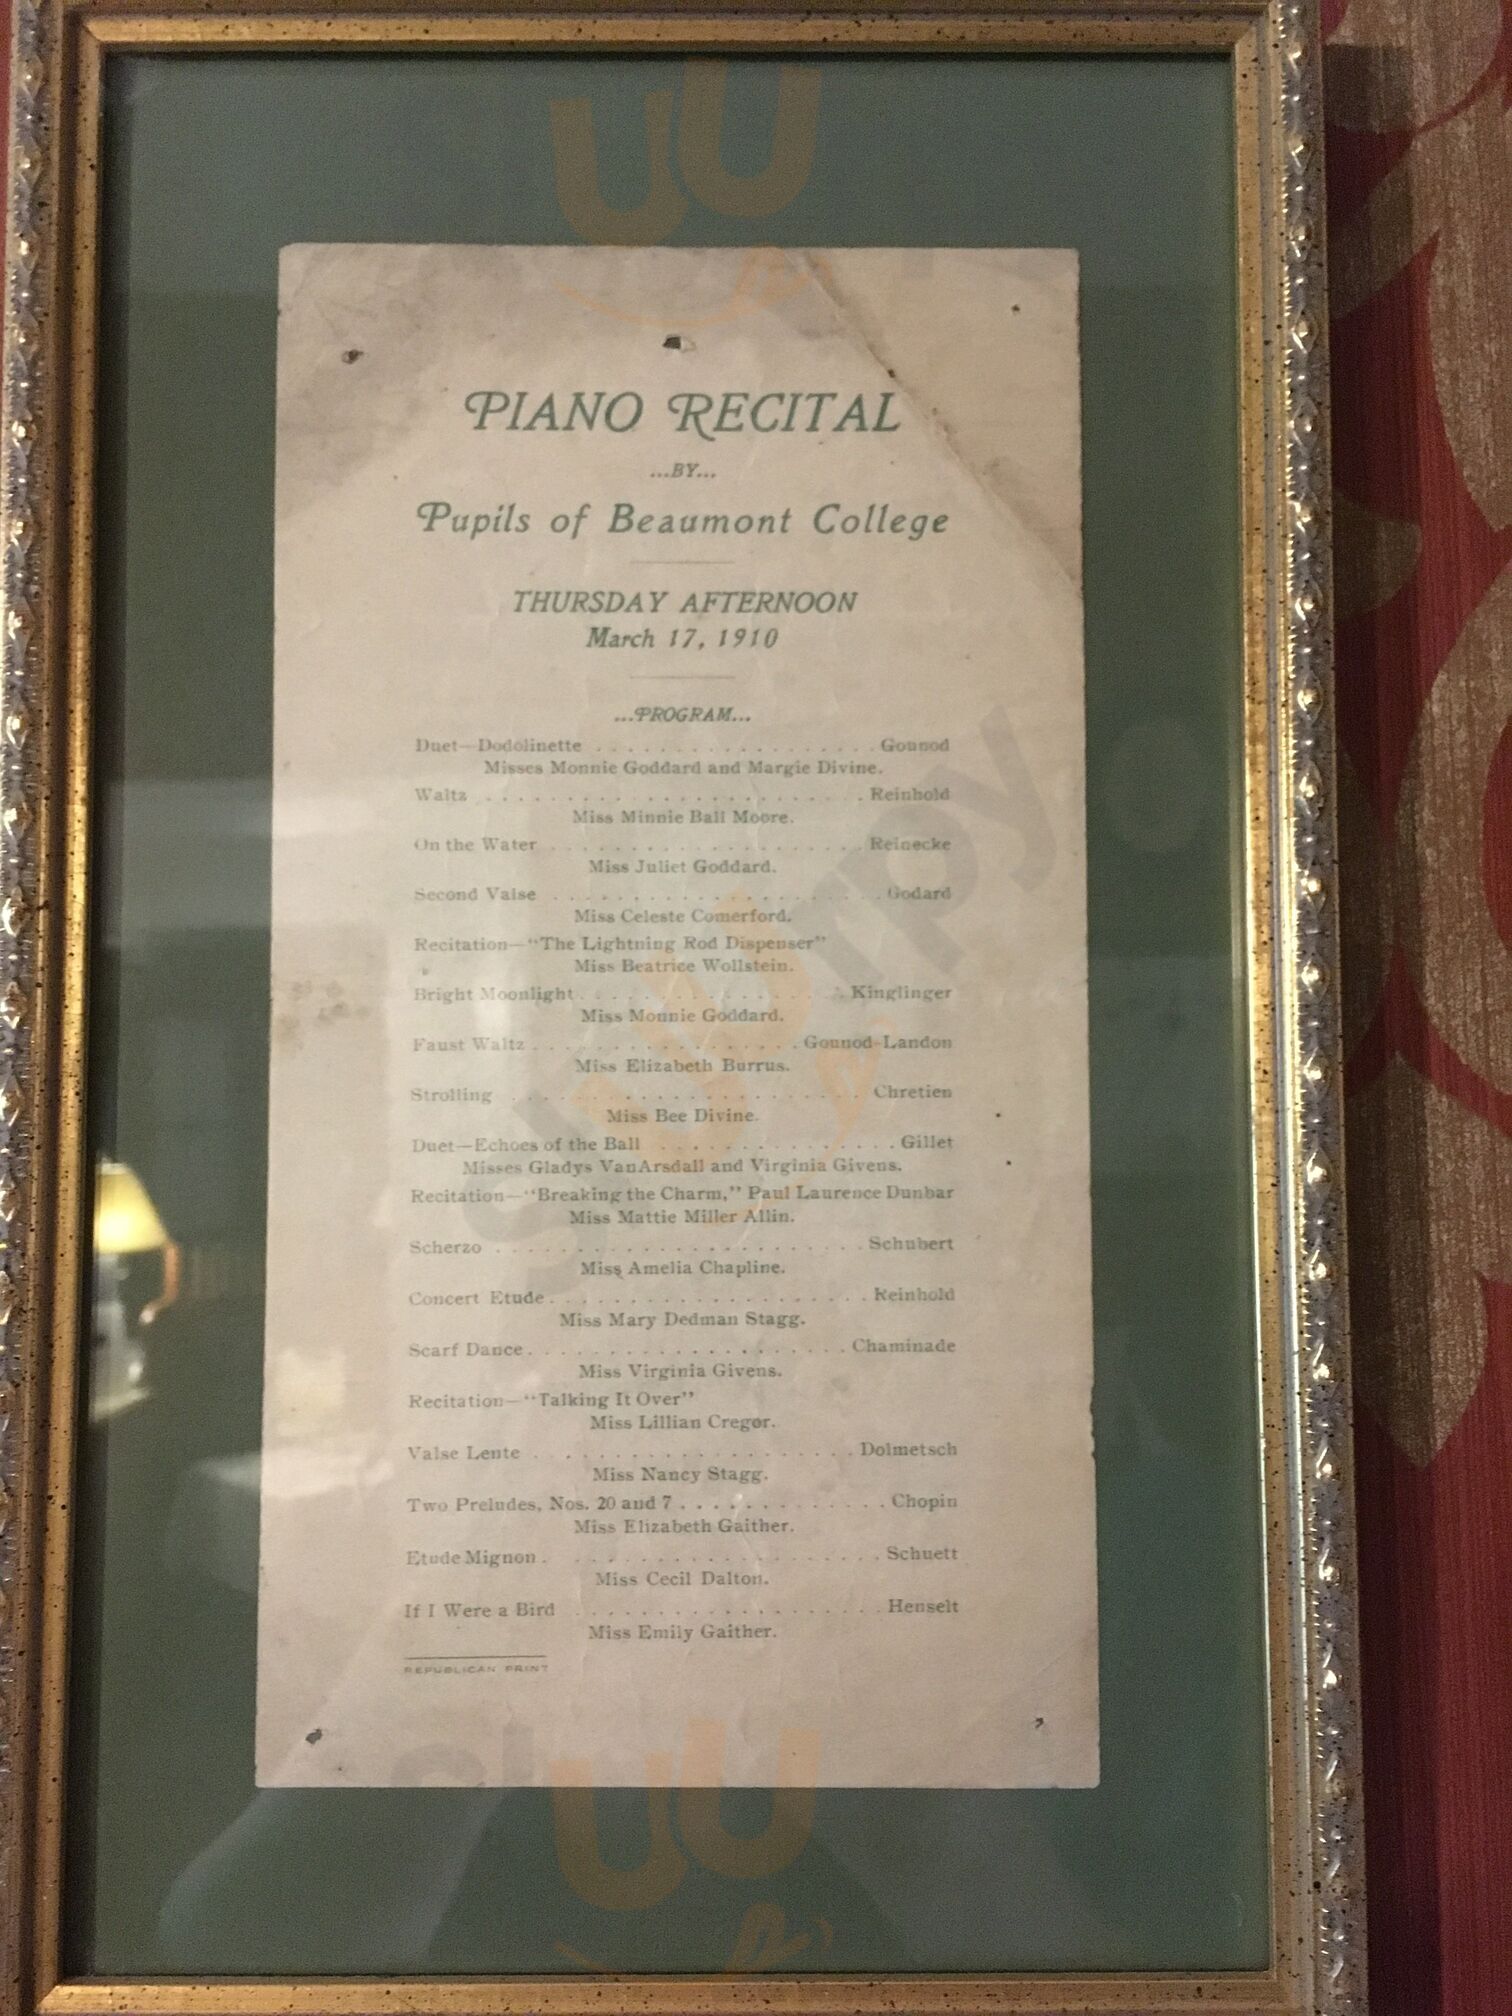 PIANO RECITAL
...BY...
Pupils of Beaumont College
THURSDAY AFTERNOON
March 17, 1910
...PROGRAM...
Duet—Dodolinette . . . . . . . . . . . . . . . . . . Gounod
Misses Monnie Goddard and Margie Divine.
Waltz . . . . . . . . . . . . . . . . . . . . . . . . Reinhold
Miss Minnie Ball Moore.
On the Water . . . . . . . . . . . . . . . . . . . . Reinecke
Miss Juliet Goddard.
Second Valse . . . . . . . . . . . . . . . . . . . . . Godard
Miss Celeste Comerford.
Recitation—"The Lightning Rod Dispenser"
Miss Beatrice Wollstein.
Bright Moonlight . . . . . . . . . . . . . . . . . Kinglinger
Miss Monnie Goddard.
Faust Waltz . . . . . . . . . . . . . . . . . Gounod-Landon
Miss Elizabeth Burrus.
Strolling . . . . . . . . . . . . . . . . . . . . . . Chretien
Miss Bee Divine.
Duet—Echoes of the Ball . . . . . . . . . . . . . . . Gillet
Misses Gladys VanArsdall and Virginia Givens.
Recitation—"Breaking the Charm," Paul Laurence Dunbar
Miss Mattie Miller Allin.
Scherzo . . . . . . . . . . . . . . . . . . . . . . . Schubert
Miss Amelia Chapline.
Concert Etude . . . . . . . . . . . . . . . . . . . . Reinhold
Miss Mary Dedman Stagg.
Scarf Dance . . . . . . . . . . . . . . . . . . . . Chaminade
Miss Virginia Givens.
Recitation—"Talking It Over"
Miss Lillian Cregor.
Valse Lente . . . . . . . . . . . . . . . . . . . . Dolmetsch
Miss Nancy Stagg.
Two Preludes, Nos. 20 and 7 . . . . . . . . . . . . . Chopin
Miss Elizabeth Gaither.
Etude Mignon . . . . . . . . . . . . . . . . . . . . Schuett
Miss Cecil Dalton.
If I Were a Bird . . . . . . . . . . . . . . . . . . . Henselt
Miss Emily Gaither.
REPUBLICAN PRINT